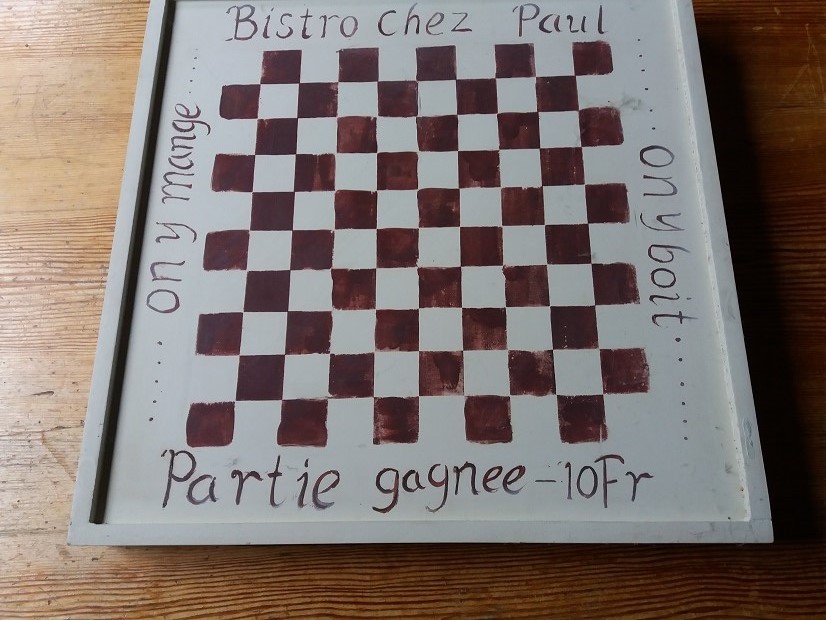 Bistro chez Paul
on y mange....
....on y boit....
Partie gagnee-10Fr